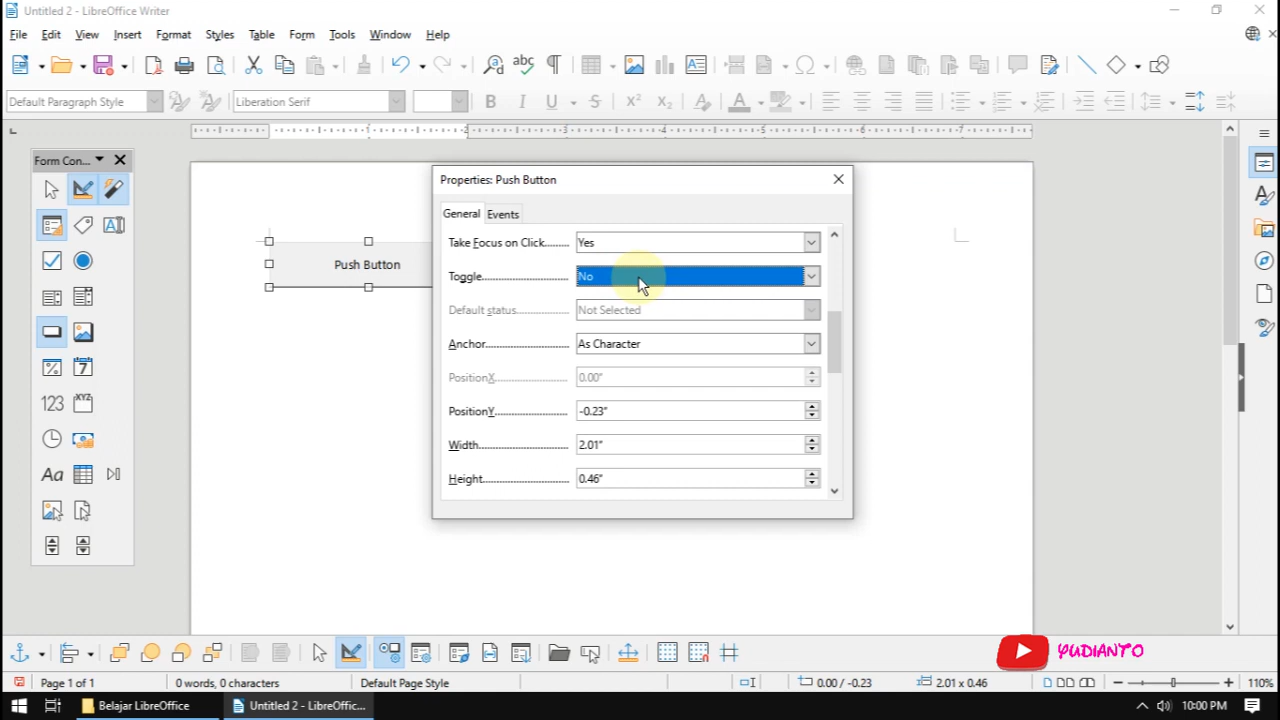 Untitled 2 - LibreOffice Writer
File Edit View Insert Format Styles Table Form Tools Window Help
Default Paragraph Style Liberation Serif
Form Con...
Properties: Push Button
General Events
Take Focus on Click Yes
Toggle No
Default status Not Selected
Anchor As Character
PositionX 0.00"
PositionY -0.23"
Width 2.01"
Height 0.46"
Push Button
YUDIANTO
Page 1 of 1 0 words, 0 characters Default Page Style 0.00 / -0.23 2.01 x 0.46 110%
Belajar LibreOffice Untitled 2 - LibreOffic... 10:00 PM